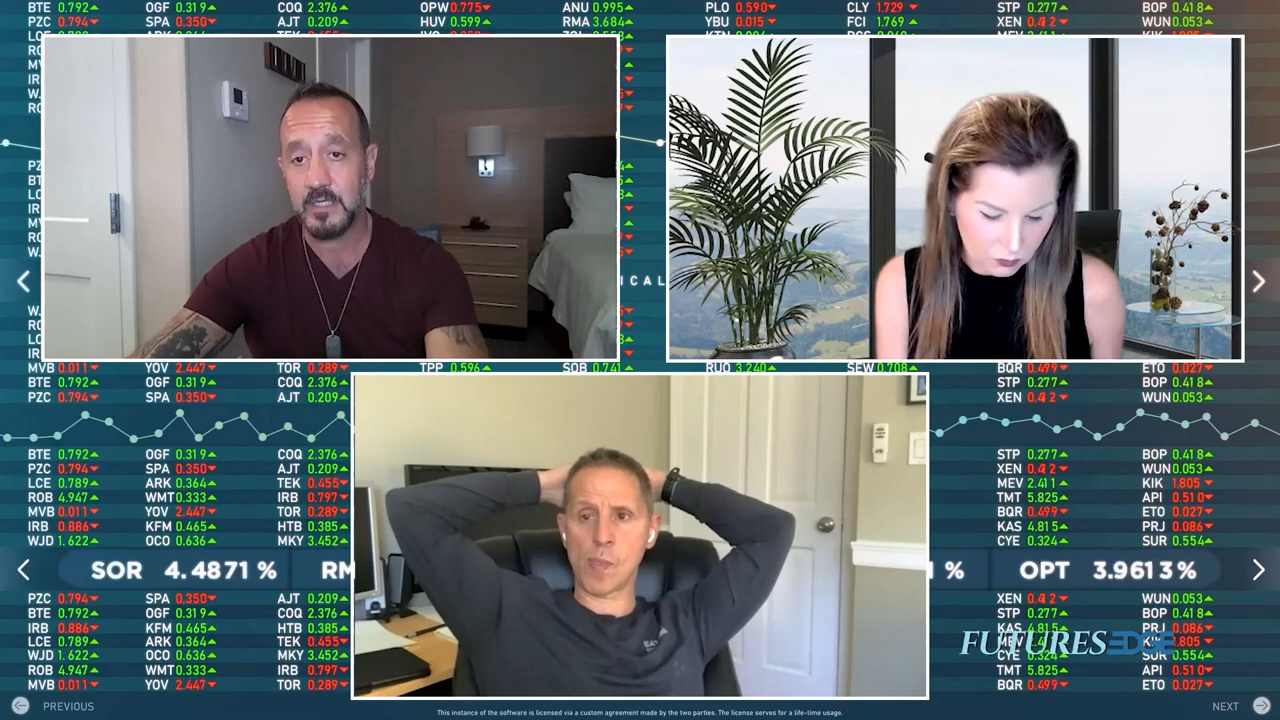 BTE 0.792 OGF 0.319 COQ 2.376 OPW 0.775 ANU 0.995 PLO 0.590 CLY 1.729 STP 0.277 BOP 0.418
PZC 0.794 SPA 0.350 AJT 0.209 HUV 0.599 RMA 3.684 YBU 0.015 FCI 1.769 XEN 0.412 WUN 0.053
MVB 0.011 YOV 2.447 TOR 0.289 TPP 0.596 SOB 0.741 RUO 3.240 SEW 0.708 BQR 0.499 ETO 0.027
BTE 0.792 OGF 0.319 COQ 2.376 STP 0.277 BOP 0.418
PZC 0.794 SPA 0.350 AJT 0.209 XEN 0.412 WUN 0.053
BTE 0.792 OGF 0.319 COQ 2.376 STP 0.277 BOP 0.418
PZC 0.794 SPA 0.350 AJT 0.209 XEN 0.412 WUN 0.053
LCE 0.789 ARK 0.364 TEK 0.455 MEV 2.411 KIK 1.805
ROB 4.947 WMT 0.333 IRB 0.797 TMT 5.825 API 0.510
MVB 0.011 YOV 2.447 TOR 0.289 BQR 0.499 ETO 0.027
IRB 0.886 KFM 0.465 HTB 0.385 KAS 4.815 PRJ 0.086
WJD 1.622 OCO 0.636 MKY 3.452 CYE 0.324 SUR 0.554
SOR 4.4871 % RM 1 % OPT 3.9613 %
PZC 0.794 SPA 0.350 AJT 0.209 XEN 0.412 WUN 0.053
BTE 0.792 OGF 0.319 COQ 2.376 STP 0.277 BOP 0.418
IRB 0.886 KFM 0.465 HTB 0.385 KAS 4.815 PRJ 0.086
FUTURESEDGE
LCE 0.789 ARK 0.364 TEK 0.455
WJD 1.622 OCO 0.636 MKY 3.452 CYE 0.324 SUR 0.554
ROB 4.947 WMT 0.333 IRB 0.797 TMT 5.825 API 0.510
MVB 0.011 YOV 2.447 TOR 0.289 BQR 0.499 ETO 0.027
PREVIOUS
This instance of the software is licensed via a custom agreement made by the two parties. The license serves for a life-time usage.
NEXT